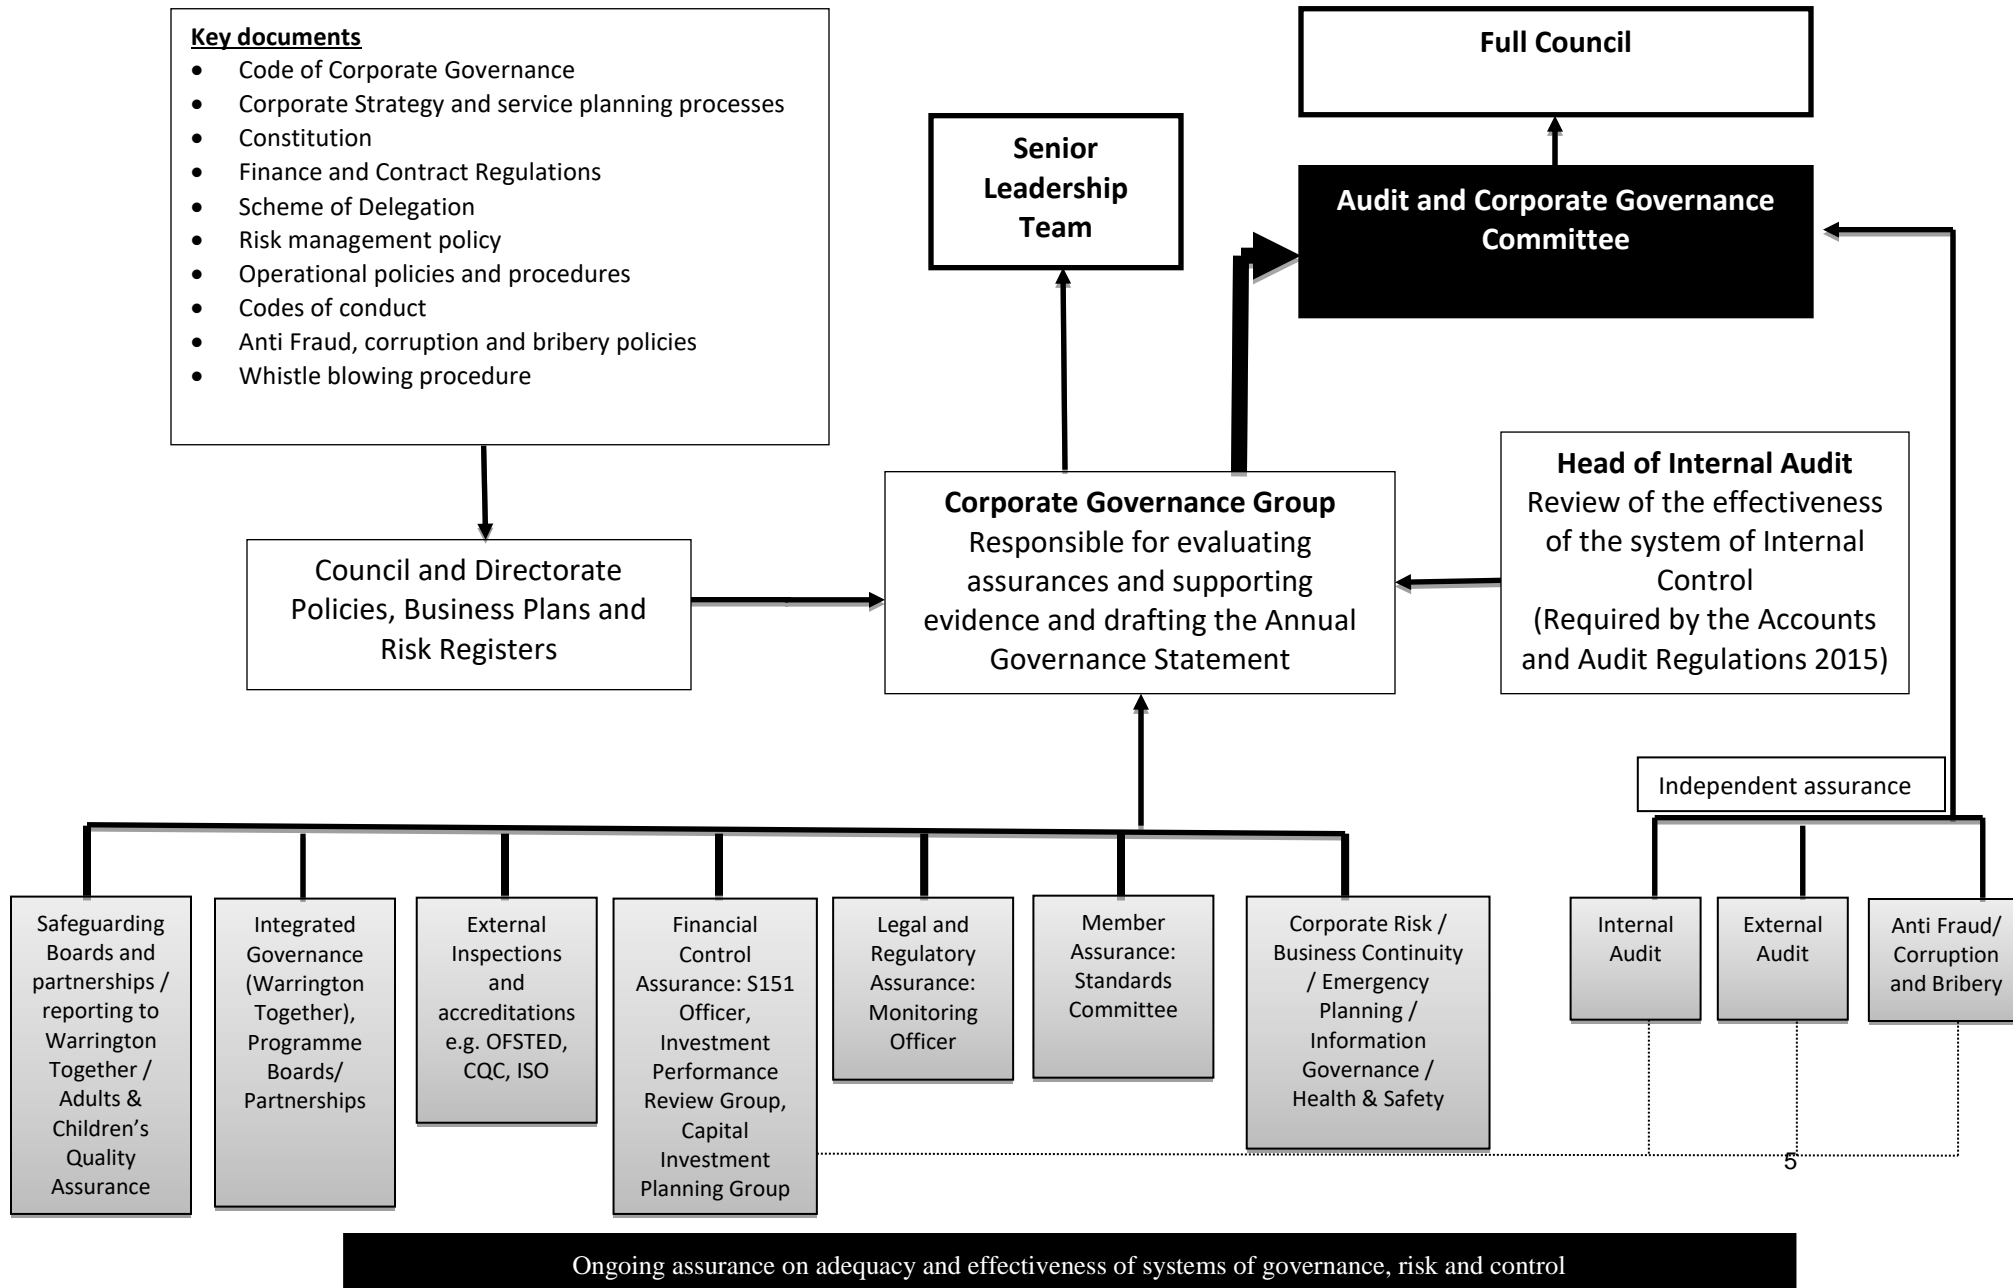 Key documents
• Code of Corporate Governance
• Corporate Strategy and service planning processes
• Constitution
• Finance and Contract Regulations
• Scheme of Delegation
• Risk management policy
• Operational policies and procedures
• Codes of conduct
• Anti Fraud, corruption and bribery policies
• Whistle blowing procedure
Full Council
Senior
Leadership
Team
Audit and Corporate Governance
Committee
Council and Directorate
Policies, Business Plans and
Risk Registers
Corporate Governance Group
Responsible for evaluating
assurances and supporting
evidence and drafting the Annual
Governance Statement
Head of Internal Audit
Review of the effectiveness
of the system of Internal
Control
(Required by the Accounts
and Audit Regulations 2015)
Independent assurance
Safeguarding
Boards and
partnerships /
reporting to
Warrington
Together /
Adults &
Children’s
Quality
Assurance
Integrated
Governance
(Warrington
Together),
Programme
Boards/
Partnerships
External
Inspections
and
accreditations
e.g. OFSTED,
CQC, ISO
Financial
Control
Assurance: S151
Officer,
Investment
Performance
Review Group,
Capital
Investment
Planning Group
Legal and
Regulatory
Assurance:
Monitoring
Officer
Member
Assurance:
Standards
Committee
Corporate Risk /
Business Continuity
/ Emergency
Planning /
Information
Governance /
Health & Safety
Internal
Audit
External
Audit
Anti Fraud/
Corruption
and Bribery
5
Ongoing assurance on adequacy and effectiveness of systems of governance, risk and control